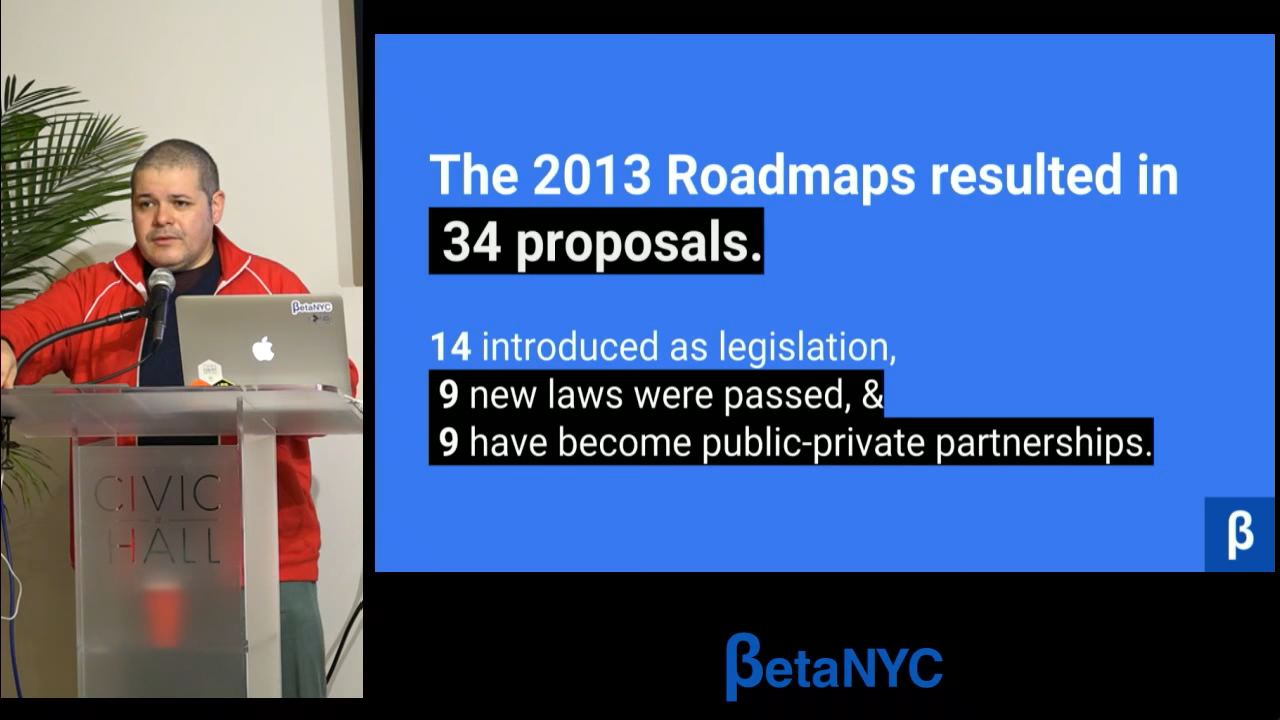 The 2013 Roadmaps resulted in
34 proposals.
14 introduced as legislation,
9 new laws were passed, &
9 have become public-private partnerships.
β
βetaNYC
βetaNYC
CIVIC
HALL